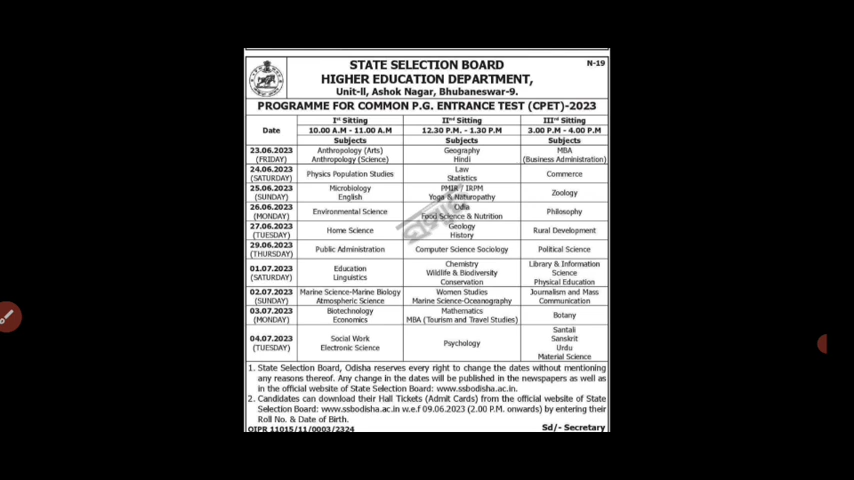 STATE SELECTION BOARD
N-19
HIGHER EDUCATION DEPARTMENT,
Unit-II, Ashok Nagar, Bhubaneswar-9.
PROGRAMME FOR COMMON P.G. ENTRANCE TEST (CPET)-2023
Date
Ist Sitting
10.00 A.M - 11.00 A.M
Subjects
IInd Sitting
12.30 P.M. - 1.30 P.M
Subjects
IIIrd Sitting
3.00 P.M - 4.00 P.M
Subjects
23.06.2023
(FRIDAY)
Anthropology (Arts)
Anthropology (Science)
Geography
Hindi
MBA
(Business Administration)
24.06.2023
(SATURDAY)
Physics Population Studies
Law
Statistics
Commerce
25.06.2023
(SUNDAY)
Microbiology
English
PMIR / IRPM
Yoga & Naturopathy
Zoology
26.06.2023
(MONDAY)
Environmental Science
Odia
Food Science & Nutrition
Philosophy
27.06.2023
(TUESDAY)
Home Science
Geology
History
Rural Development
29.06.2023
(THURSDAY)
Public Administration
Computer Science Sociology
Political Science
01.07.2023
(SATURDAY)
Education
Linguistics
Chemistry
Wildlife & Biodiversity
Conservation
Library & Information
Science
Physical Education
02.07.2023
(SUNDAY)
Marine Science-Marine Biology
Atmospheric Science
Women Studies
Marine Science-Oceanography
Journalism and Mass
Communication
03.07.2023
(MONDAY)
Biotechnology
Economics
Mathematics
MBA (Tourism and Travel Studies)
Botany
04.07.2023
(TUESDAY)
Social Work
Electronic Science
Psychology
Santali
Sanskrit
Urdu
Material Science
1. State Selection Board, Odisha reserves every right to change the dates without mentioning
any reasons thereof. Any change in the dates will be published in the newspapers as well as
in the official website of State Selection Board: www.ssbodisha.ac.in.
2. Candidates can download their Hall Tickets (Admit Cards) from the official website of State
Selection Board: www.ssbodisha.ac.in w.e.f 09.06.2023 (2.00 P.M. onwards) by entering their
Roll No. & Date of Birth.
OIPR 11015/11/0003/2324
Sd/- Secretary